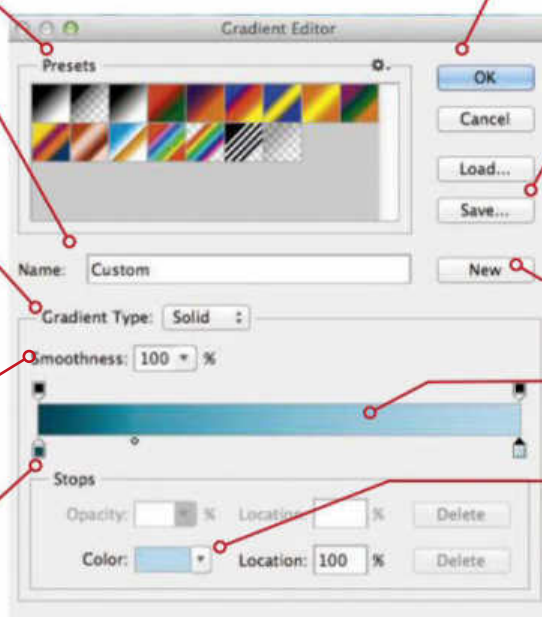 Gradient Editor
Presets
OK
Cancel
Load...
Save...
Name: Custom
New
Gradient Type: Solid
Smoothness: 100 %
Stops
Opacity: % Location: % Delete
Color: Location: 100 % Delete